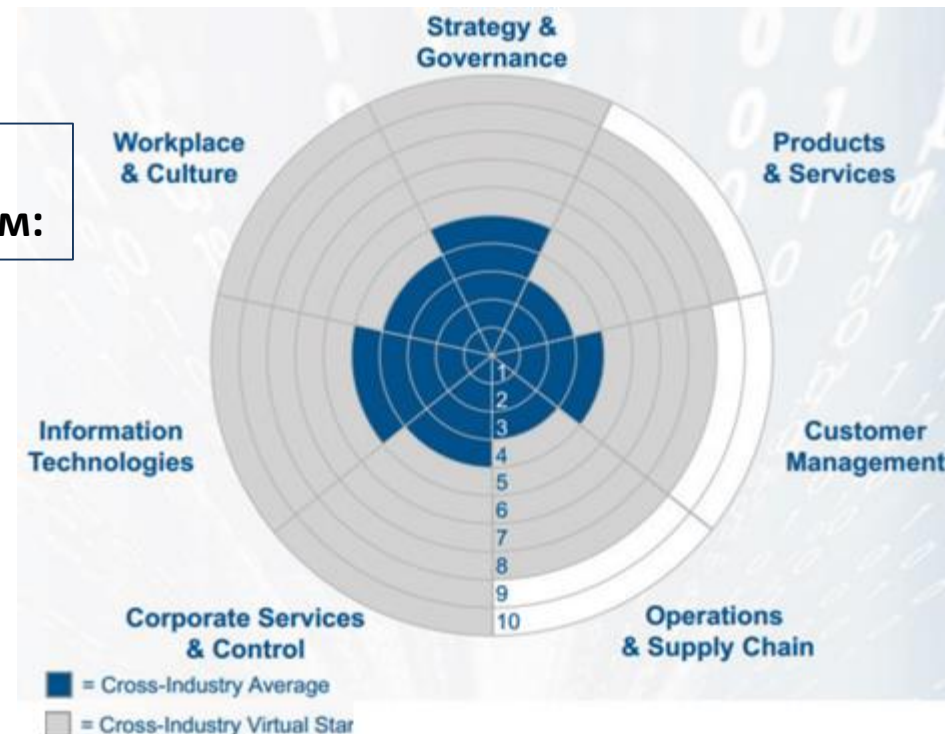 Strategy &
Governance
Workplace
& Culture
Products
& Services
м:
Information
Technologies
Customer
Management
1
2
3
4
5
6
7
8
9
10
Corporate Services
& Control
Operations
& Supply Chain
= Cross-Industry Average
= Cross-Industry Virtual Star